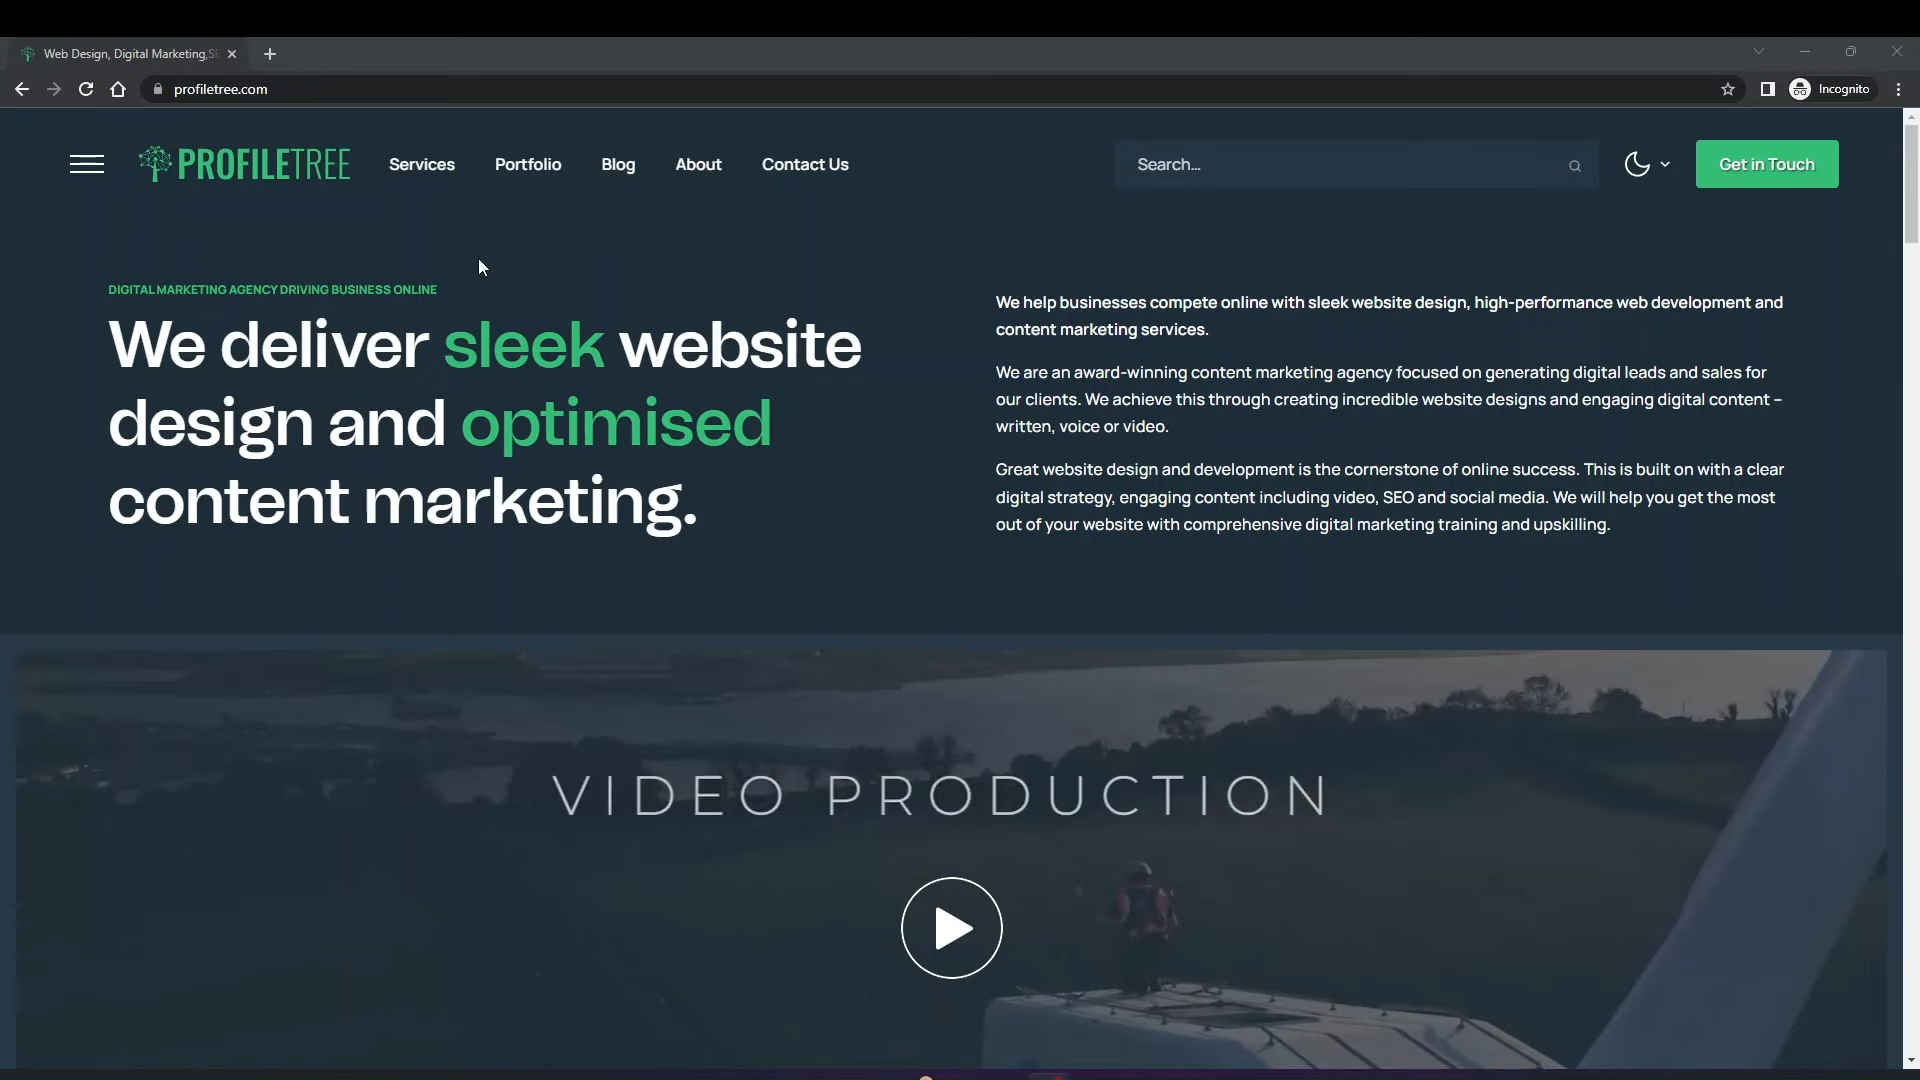 Web Design, Digital Marketing,SE
profiletree.com
Incognito
PROFILETREE
Services
Portfolio
Blog
About
Contact Us
Search...
Get in Touch
DIGITAL MARKETING AGENCY DRIVING BUSINESS ONLINE
We deliver sleek website
design and optimised
content marketing.
We help businesses compete online with sleek website design, high-performance web development and
content marketing services.
We are an award-winning content marketing agency focused on generating digital leads and sales for
our clients. We achieve this through creating incredible website designs and engaging digital content –
written, voice or video.
Great website design and development is the cornerstone of online success. This is built on with a clear
digital strategy, engaging content including video, SEO and social media. We will help you get the most
out of your website with comprehensive digital marketing training and upskilling.
VIDEO PRODUCTION